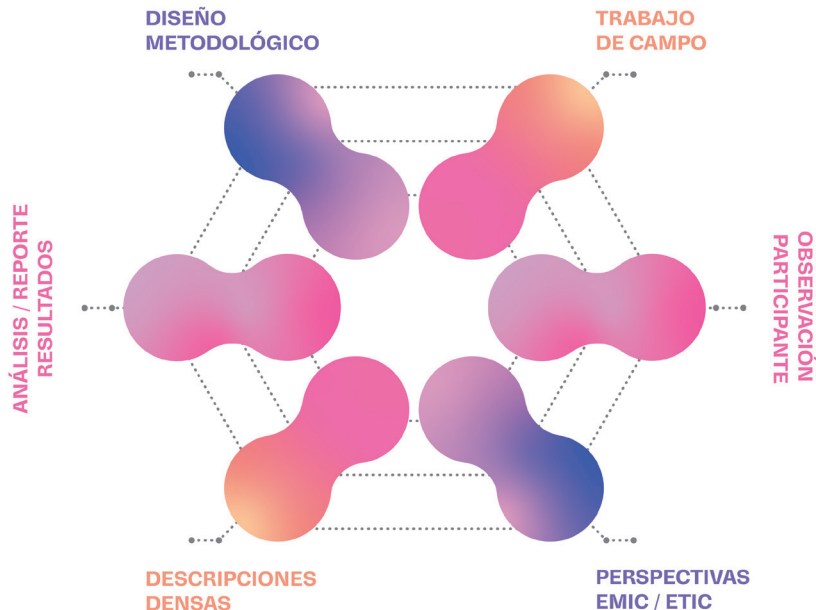 DISEÑO
METODOLÓGICO
TRABAJO
DE CAMPO
ANÁLISIS / REPORTE
RESULTADOS
OBSERVACIÓN
PARTICIPANTE
DESCRIPCIONES
DENSAS
PERSPECTIVAS
EMIC / ETIC